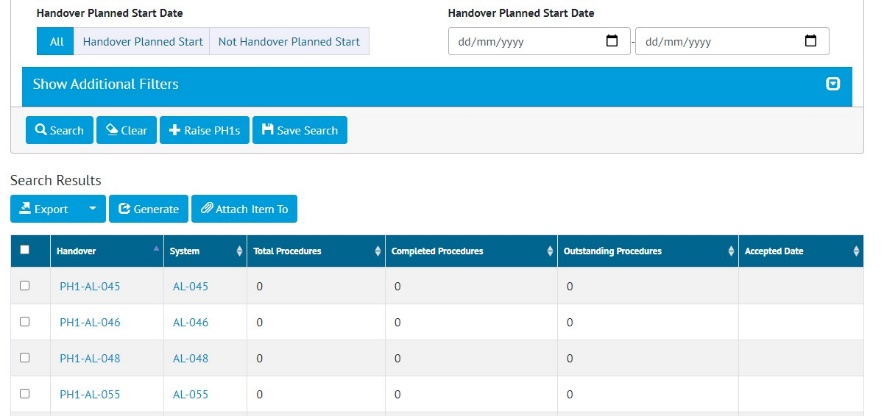 Handover Planned Start Date Handover Planned Start Date
All Handover Planned Start Not Handover Planned Start dd/mm/yyyy - dd/mm/yyyy
Show Additional Filters
Search Clear Raise PH1s Save Search
Search Results
Export Generate Attach Item To
Handover System Total Procedures Completed Procedures Outstanding Procedures Accepted Date
PH1-AL-045 AL-045 0 0 0
PH1-AL-046 AL-046 0 0 0
PH1-AL-048 AL-048 0 0 0
PH1-AL-055 AL-055 0 0 0